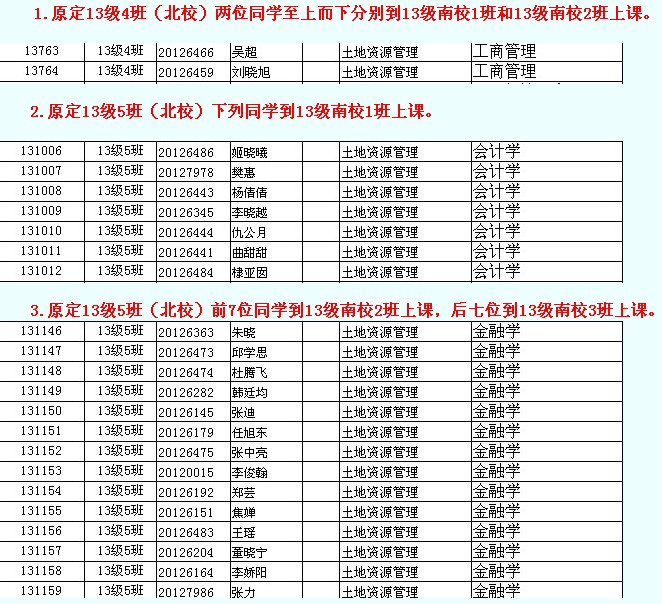 1.原定13级4班（北校）两位同学至上而下分别到13级南校1班和13级南校2班上课。
13763 13级4班 20126466 吴超 土地资源管理 工商管理
13764 13级4班 20126459 刘晓旭 土地资源管理 工商管理
2.原定13级5班（北校）下列同学到13级南校1班上课。
131006 13级5班 20126486 姬晓曦 土地资源管理 会计学
131007 13级5班 20127978 樊惠 土地资源管理 会计学
131008 13级5班 20126443 杨倩倩 土地资源管理 会计学
131009 13级5班 20126345 李晓越 土地资源管理 会计学
131010 13级5班 20126444 仇公月 土地资源管理 会计学
131011 13级5班 20126441 曲甜甜 土地资源管理 会计学
131012 13级5班 20126484 棣亚囡 土地资源管理 会计学
3.原定13级5班（北校）前7位同学到13级南校2班上课，后七位到13级南校3班上课。
131146 13级5班 20126363 朱晓 土地资源管理 金融学
131147 13级5班 20126473 邱学思 土地资源管理 金融学
131148 13级5班 20126474 杜腾飞 土地资源管理 金融学
131149 13级5班 20126282 韩廷均 土地资源管理 金融学
131150 13级5班 20126145 张迪 土地资源管理 金融学
131151 13级5班 20126179 任旭东 土地资源管理 金融学
131152 13级5班 20126475 张中亮 土地资源管理 金融学
131153 13级5班 20120015 李俊翰 土地资源管理 金融学
131154 13级5班 20126192 郑芸 土地资源管理 金融学
131155 13级5班 20126151 焦婵 土地资源管理 金融学
131156 13级5班 20126483 王瑶 土地资源管理 金融学
131157 13级5班 20126204 董晓宁 土地资源管理 金融学
131158 13级5班 20126164 李娇阳 土地资源管理 金融学
131159 13级5班 20127986 张力 土地资源管理 金融学